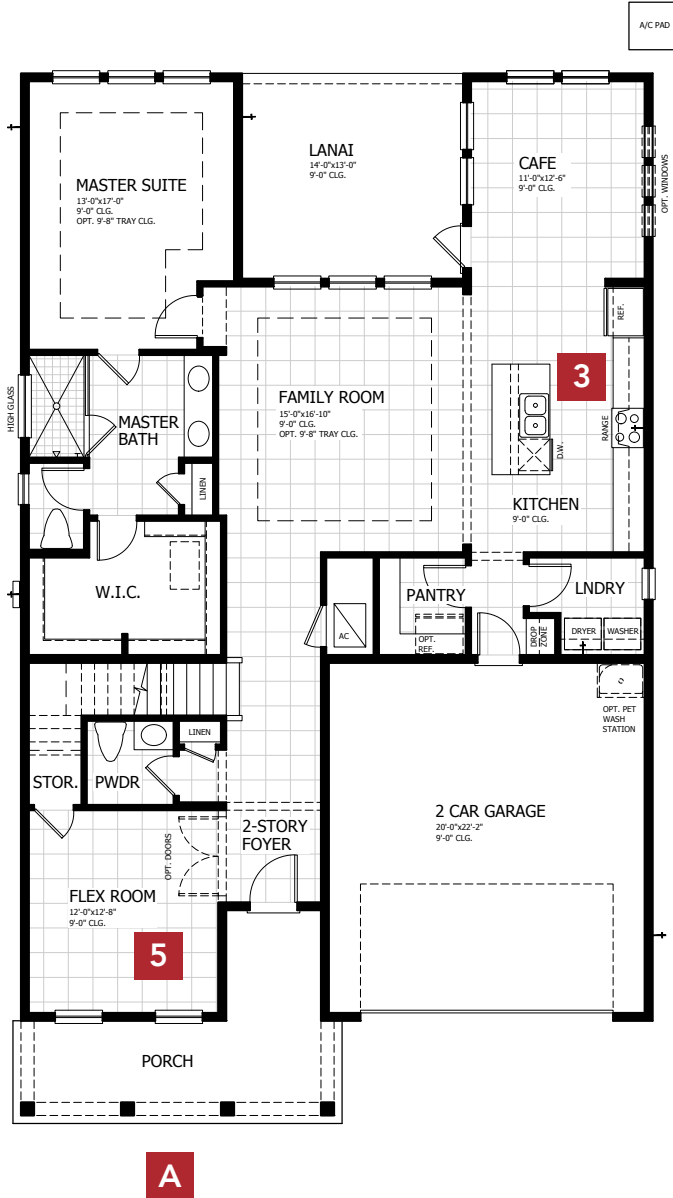 A/C PAD
MASTER SUITE
13'-0"x17'-0"
9'-0" CLG.
OPT. 9'-8" TRAY CLG.
LANAI
14'-0"x13'-0"
9'-0" CLG.
CAFE
11'-0"x12'-6"
9'-0" CLG.
OPT. WINDOWS
REF.
3
HIGH GLASS
MASTER
BATH
FAMILY ROOM
15'-0"x16'-10"
9'-0" CLG.
OPT. 9'-8" TRAY CLG.
RANGE
D.W.
LINEN
KITCHEN
9'-0" CLG.
W.I.C.
PANTRY
LNDRY
AC
OPT.
REF.
DROP
ZONE
DRYER
WASHER
OPT. PET
WASH
STATION
LINEN
STOR.
PWDR
2-STORY
FOYER
2 CAR GARAGE
20'-0"x22'-2"
9'-0" CLG.
OPT. DOORS
FLEX ROOM
12'-0"x12'-8"
9'-0" CLG.
5
PORCH
A